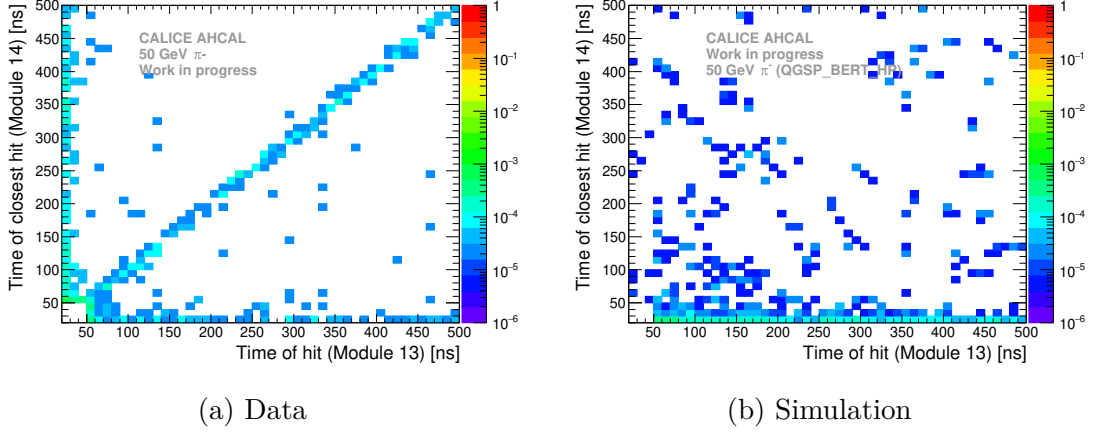 Time of closest hit (Module 14) [ns]
500
450
400
350
300
250
200
150
100
50
CALICE AHCAL
50 GeV π-
Work in progress
50 100 150 200 250 300 350 400 450 500
Time of hit (Module 13) [ns]
1
10⁻¹
10⁻²
10⁻³
10⁻⁴
10⁻⁵
10⁻⁶
(a) Data
Time of closest hit (Module 14) [ns]
500
450
400
350
300
250
200
150
100
50
CALICE AHCAL
Work in progress
50 GeV π⁻ (QGSP_BERT_HP)
50 100 150 200 250 300 350 400 450 500
Time of hit (Module 13) [ns]
1
10⁻¹
10⁻²
10⁻³
10⁻⁴
10⁻⁵
10⁻⁶
(b) Simulation